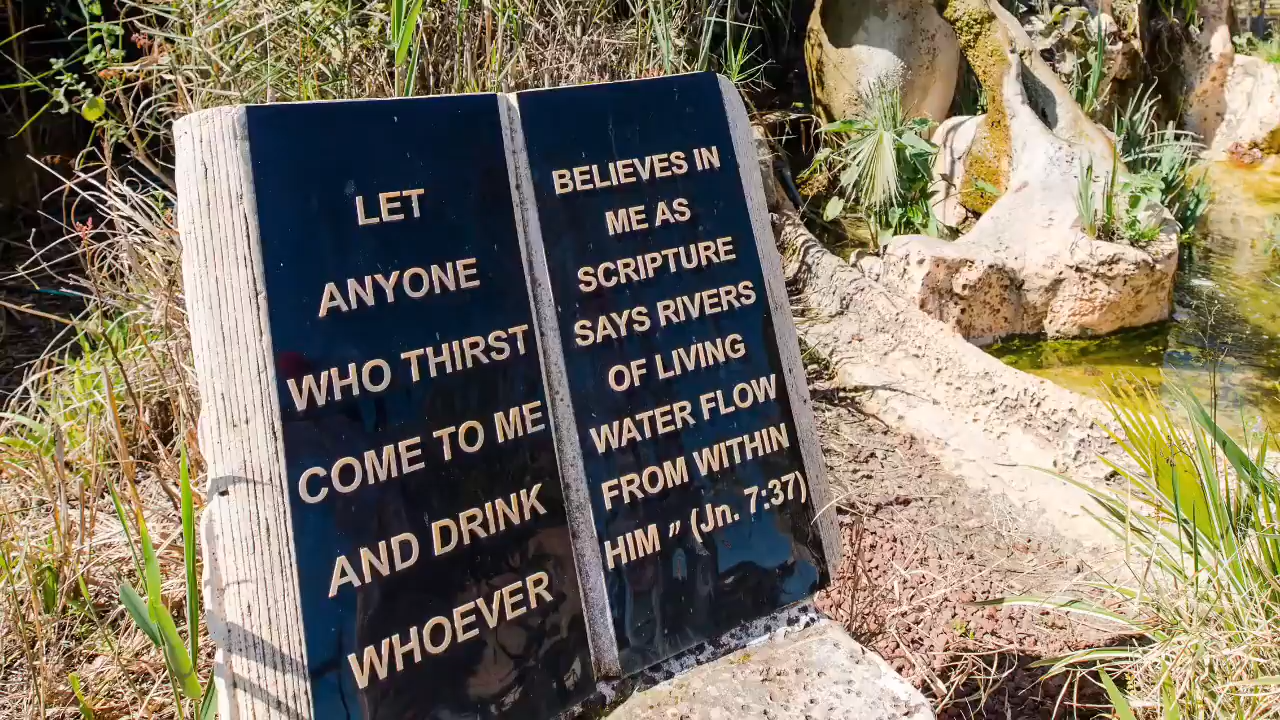 LET
ANYONE
WHO THIRST
COME TO ME
AND DRINK
WHOEVER
BELIEVES IN
ME AS
SCRIPTURE
SAYS RIVERS
OF LIVING
WATER FLOW
FROM WITHIN
HIM " (Jn. 7:37)